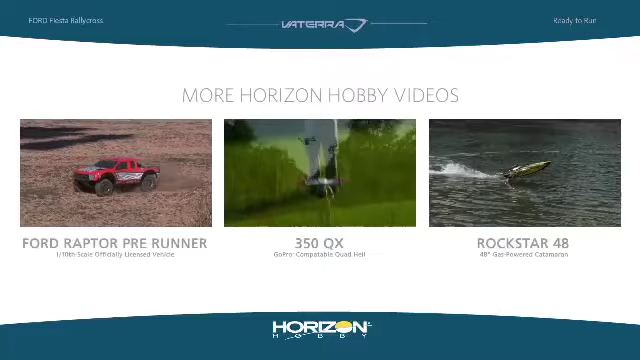 FORD Fiesta Rallycross
VATERRA
Ready to Run
MORE HORIZON HOBBY VIDEOS
FORD RAPTOR PRE RUNNER
1/10th-Scale Officially Licensed Vehicle
350 QX
GoPro® Compatable Quad Heli
ROCKSTAR 48
48" Gas-Powered Catamaran
HORIZON
HOBBY